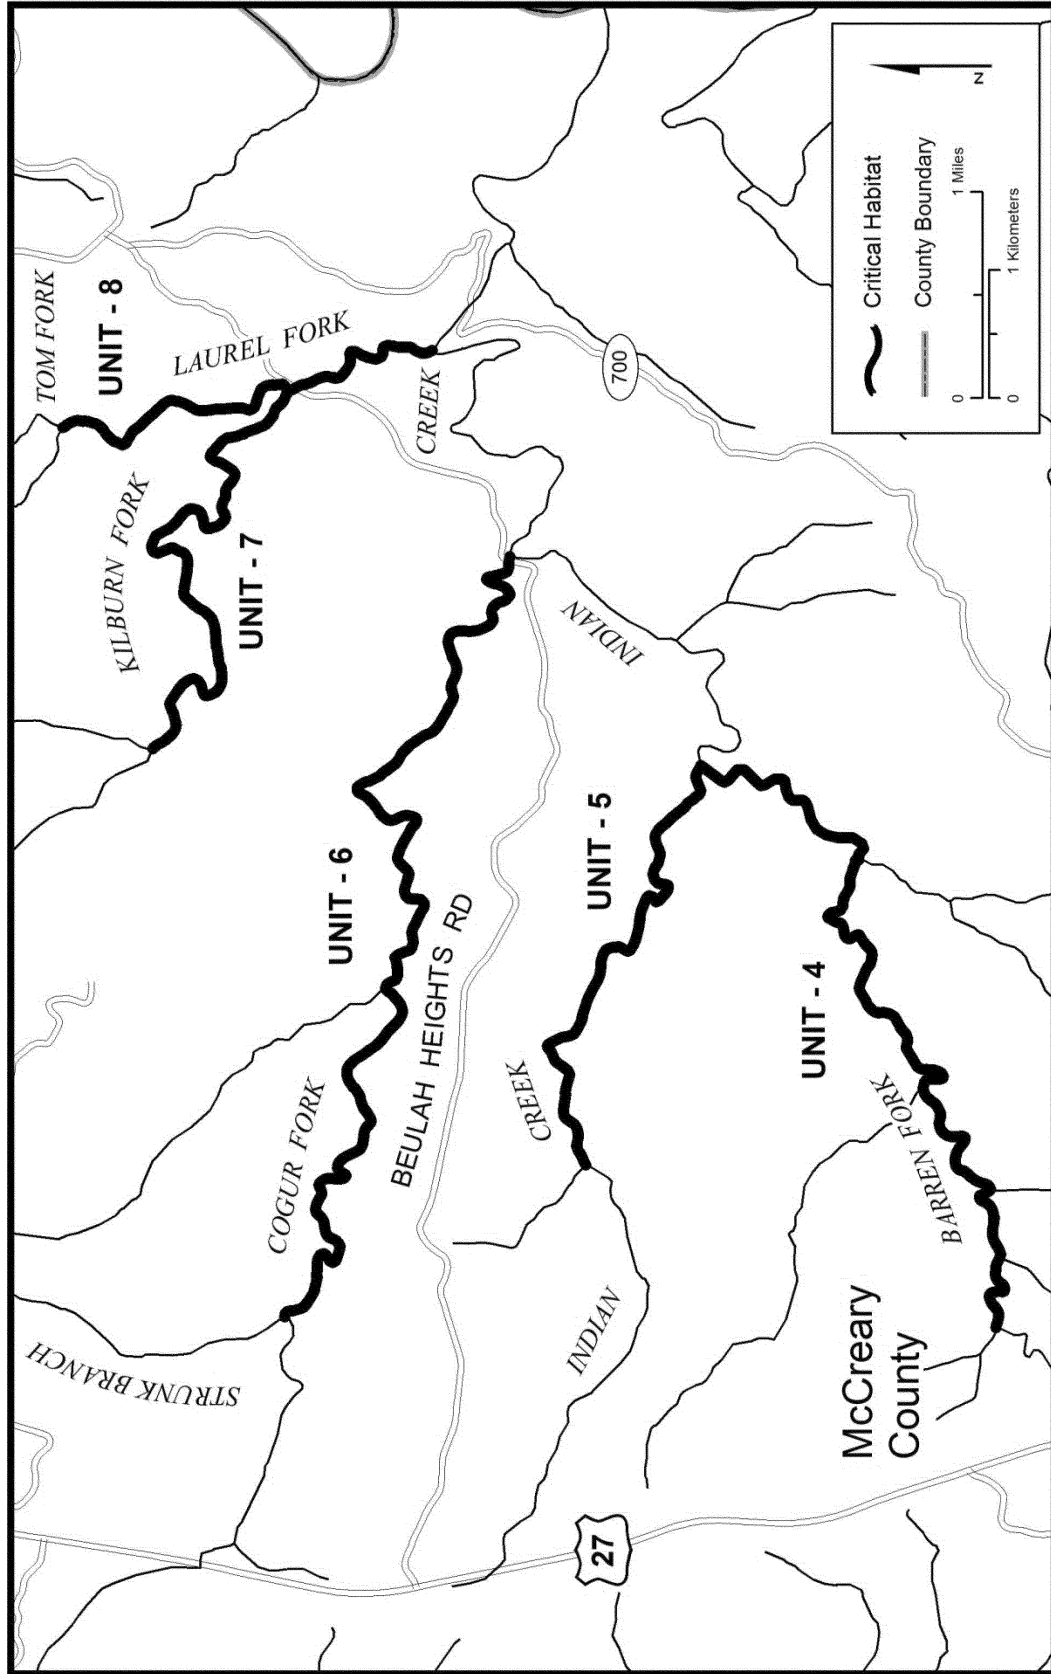 TOM FORK
UNIT - 8
LAUREL FORK
KILBURN FORK
UNIT - 7
CREEK
700
INDIAN
UNIT - 6
BEULAH HEIGHTS RD
COGUR FORK
STRUNK BRANCH
UNIT - 5
CREEK
INDIAN
UNIT - 4
BARREN FORK
McCreary
County
27
Critical Habitat
County Boundary
N
0
1 Miles
0
1 Kilometers